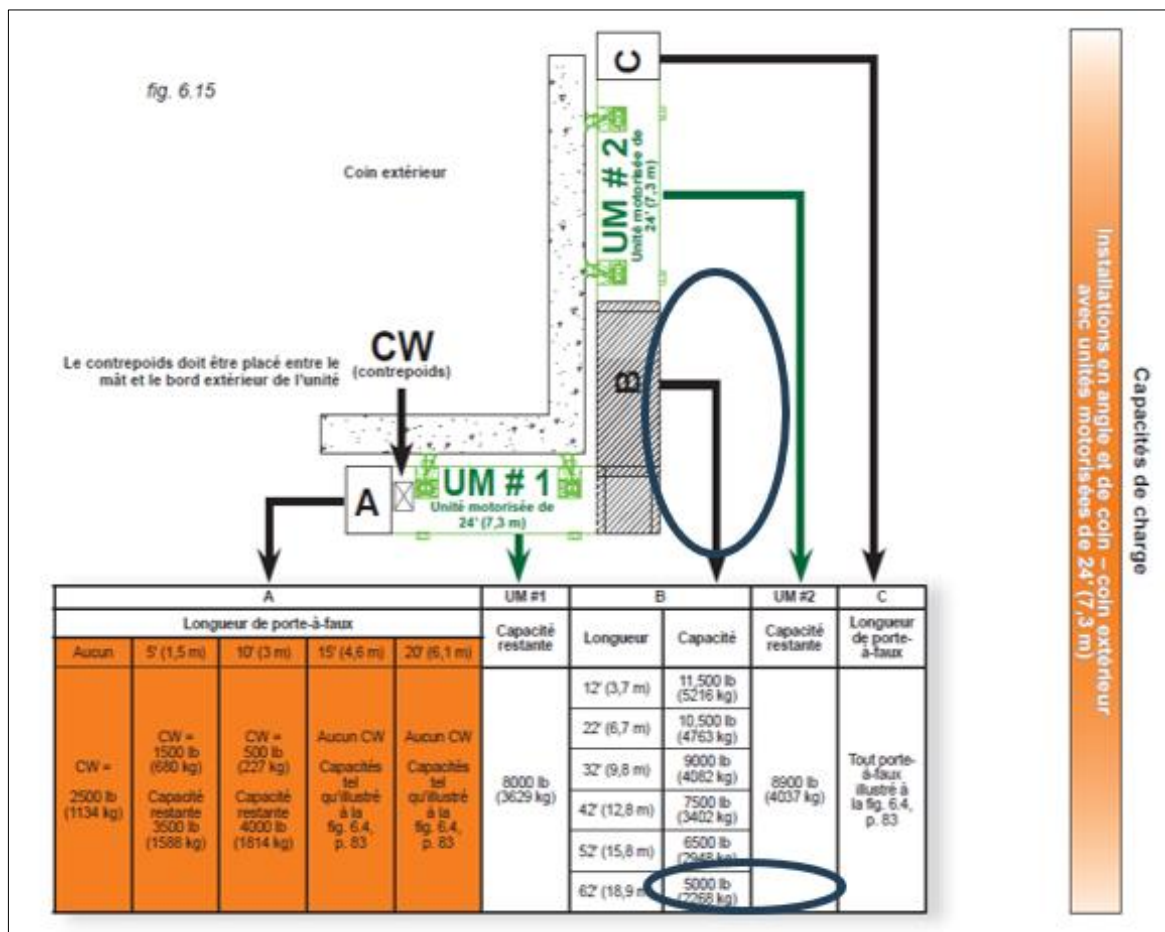 fig. 6.15
Coin extérieur
C
UM # 2
Unité motorisée de
24' (7,3 m)
CW
(contrepoids)
Le contrepoids doit être placé entre le
mât et le bord extérieur de l'unité
B
A
UM # 1
Unité motorisée de
24' (7,3 m)
A
UM #1
B
UM #2
C
Longueur de porte-à-faux
Capacité
restante
Longueur
Capacité
Capacité
restante
Longueur
de porte-
à-faux
Aucun
5' (1,5 m)
10' (3 m)
15' (4,6 m)
20' (6,1 m)
CW =
2500 lb
(1134 kg)
CW =
1500 lb
(680 kg)
Capacité
restante
3500 lb
(1588 kg)
CW =
500 lb
(227 kg)
Capacité
restante
4000 lb
(1814 kg)
Aucun CW
Capacités
tel
qu'illustré
à la
fig. 6.4,
p. 83
Aucun CW
Capacités
tel
qu'illustré
à la
fig. 6.4,
p. 83
8000 lb
(3629 kg)
12' (3,7 m)
11,500 lb
(5216 kg)
22' (6,7 m)
10,500 lb
(4763 kg)
32' (9,8 m)
9000 lb
(4082 kg)
42' (12,8 m)
7500 lb
(3402 kg)
52' (15,8 m)
6500 lb
(2948 kg)
62' (18,9 m)
5000 lb
(2268 kg)
8900 lb
(4037 kg)
Tout porte-
à-faux
illustré à
la fig. 6.4,
p. 83
Capacités de charge
Installations en angle et de coin – coin extérieur
avec unités motorisées de 24' (7,3 m)